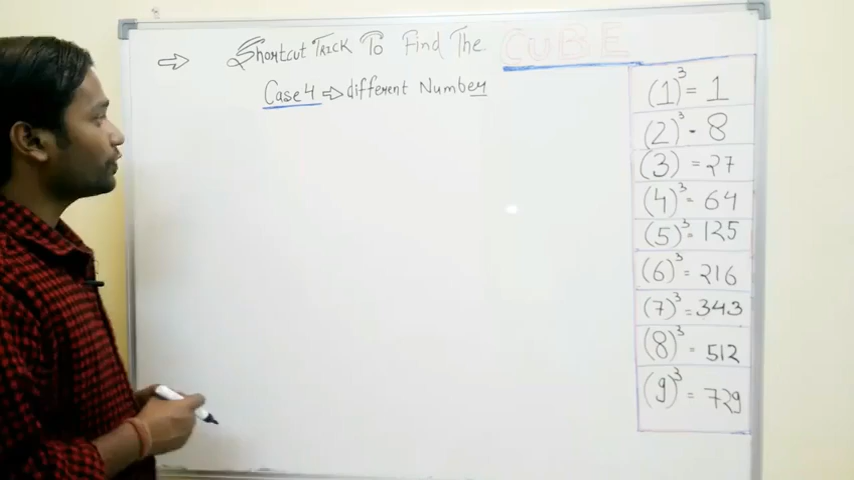 ⇨ Shortcut Trick To Find The CUBE
Case 4 ⇨ different Number
(1)³ = 1
(2)³ - 8
(3) = 27
(4)³ = 64
(5)³ = 125
(6)³ = 216
(7)³ = 343
(8)³ = 512
(9)³ = 729